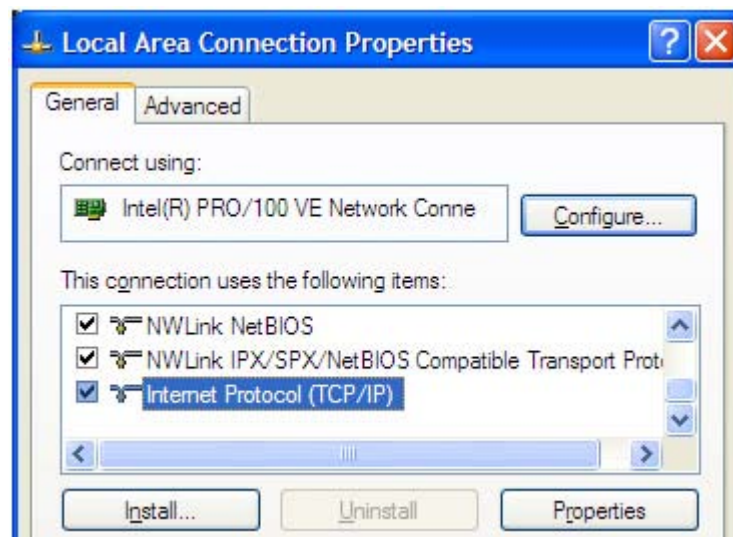 Local Area Connection Properties
General
Advanced
Connect using:
Intel(R) PRO/100 VE Network Conne
Configure...
This connection uses the following items:
NWLink NetBIOS
NWLink IPX/SPX/NetBIOS Compatible Transport Proto
Internet Protocol (TCP/IP)
Install...
Uninstall
Properties